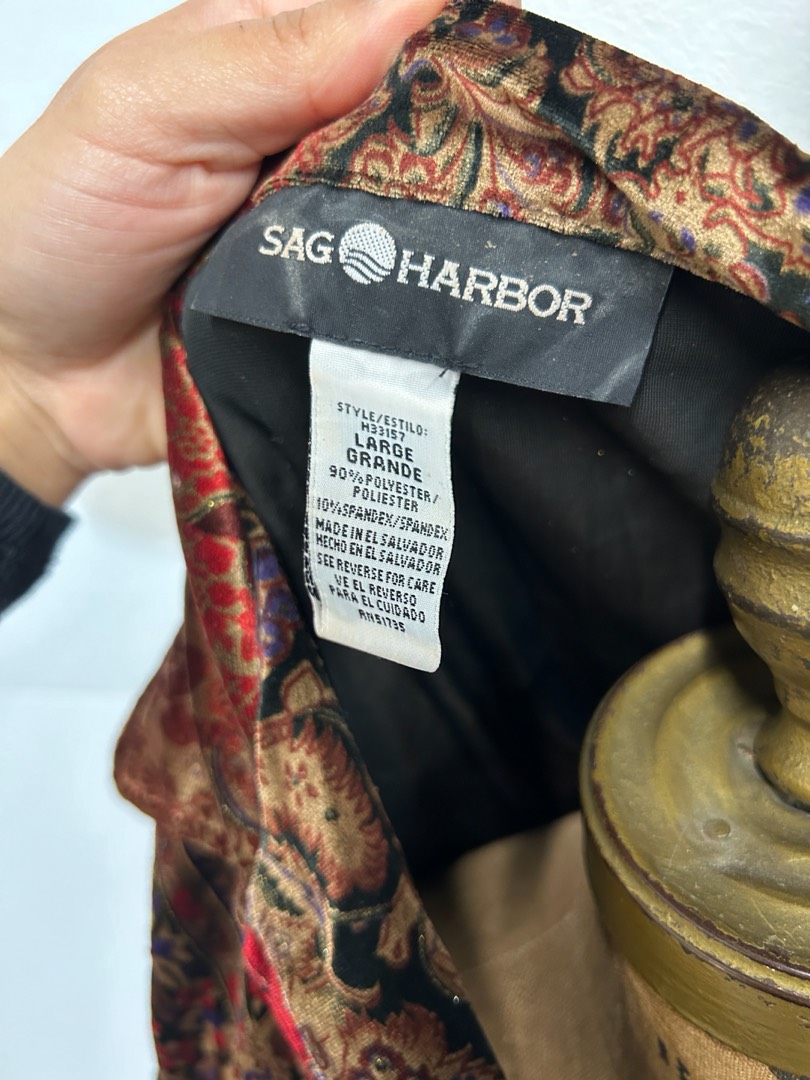 SAG HARBOR
STYLE/ESTILO:
H33157
LARGE
GRANDE
90%POLYESTER/
POLIESTER
10%SPANDEX/SPANDEX
MADE IN EL SALVADOR
HECHO EN EL SALVADOR
SEE REVERSE FOR CARE
VE EL REVERSO
PARA EL CUIDADO
RN51735